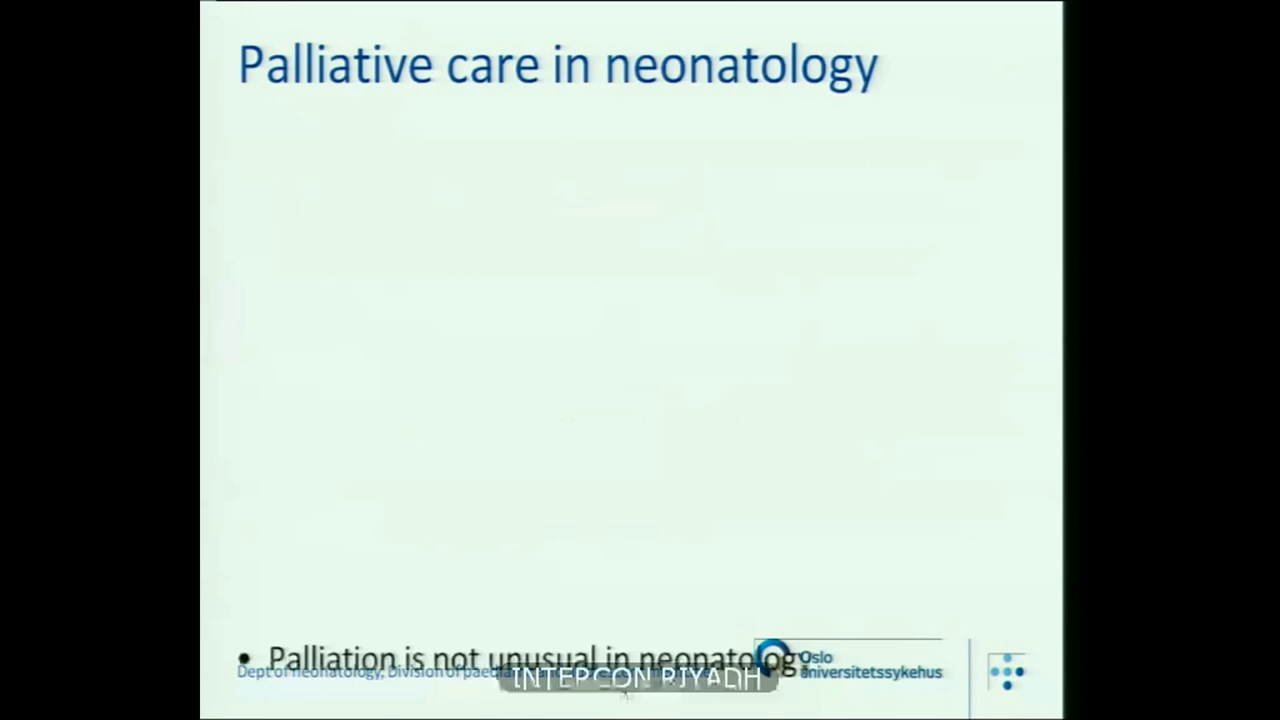 Palliative care in neonatology
• Palliation is not unusual in neonatology
Dept of neonatology, Division of
INTERCON RIYADH
Oslo
universitetssykehus